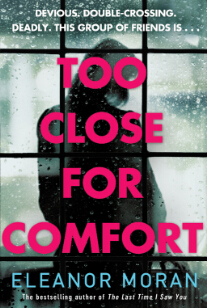 DEVIOUS. DOUBLE-CROSSING.
DEADLY. THIS GROUP OF FRIENDS IS . . .
TOO
CLOSE
FOR
COMFORT
ELEANOR MORAN
The bestselling author of The Last Time I Saw You